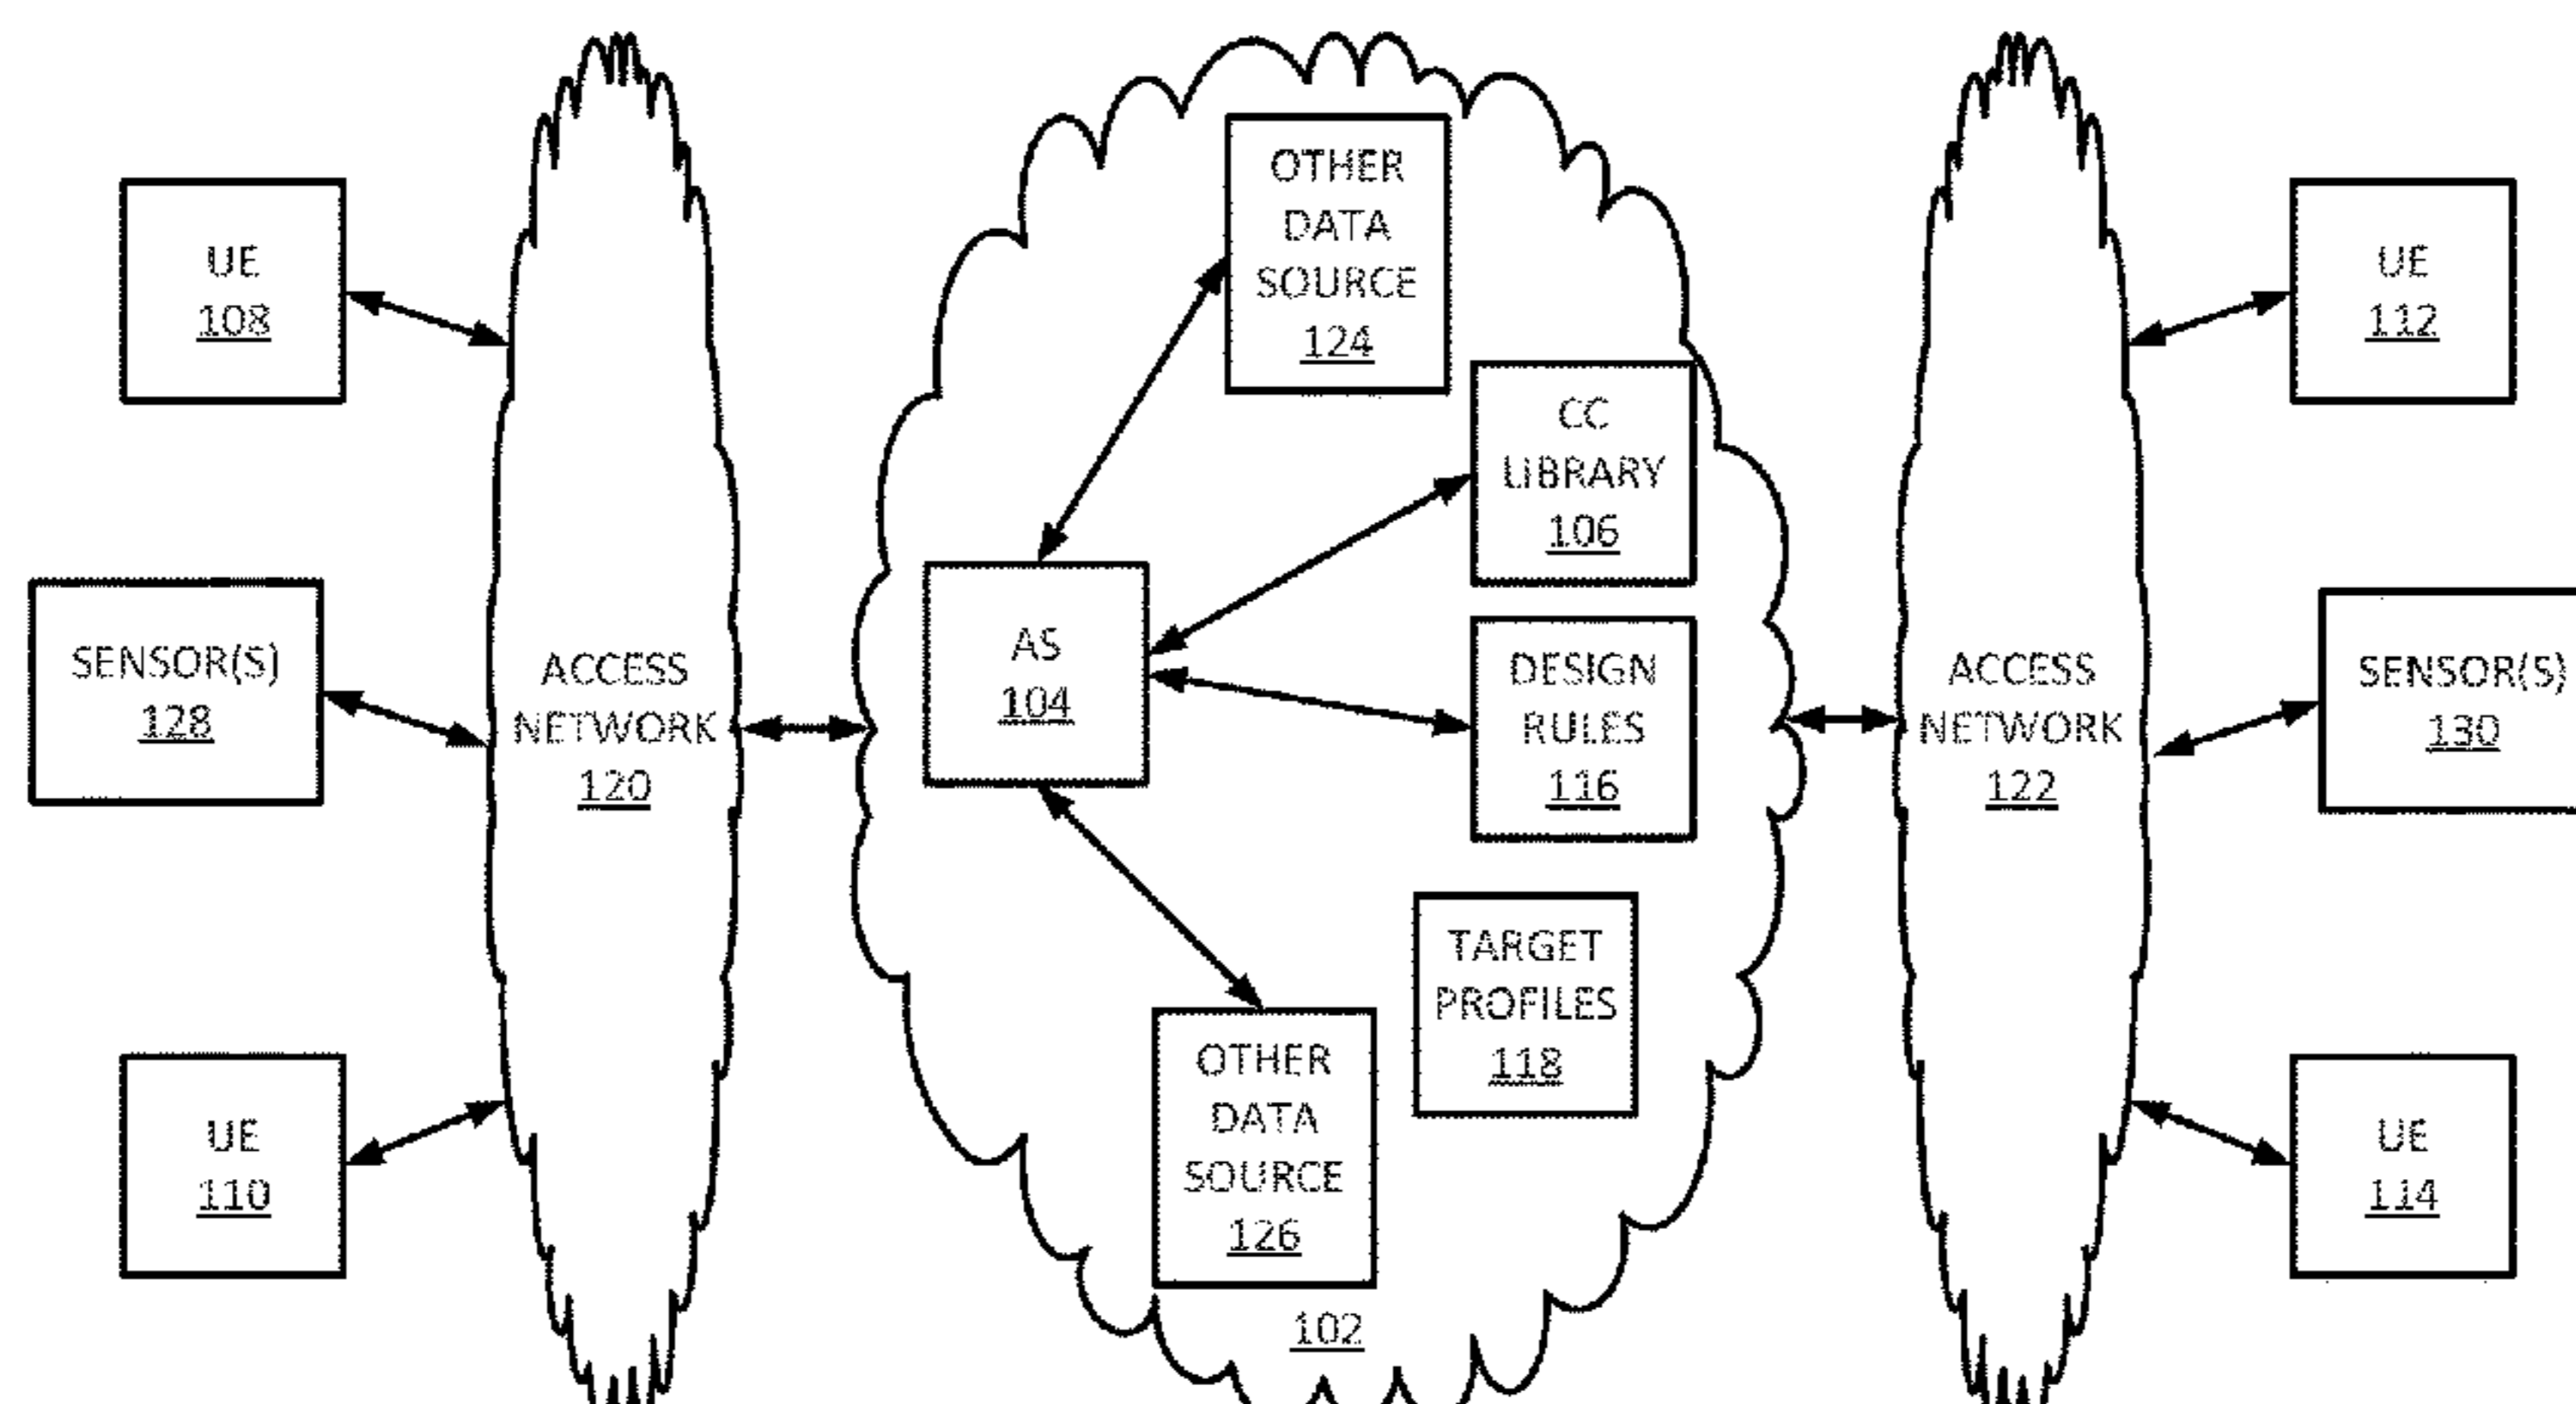 UE
108
SENSOR(S)
128
UE
110
ACCESS
NETWORK
120
OTHER
DATA
SOURCE
124
CC
LIBRARY
106
AS
104
DESIGN
RULES
116
TARGET
PROFILES
118
OTHER
DATA
SOURCE
126
102
ACCESS
NETWORK
122
UE
112
SENSOR(S)
130
UE
114